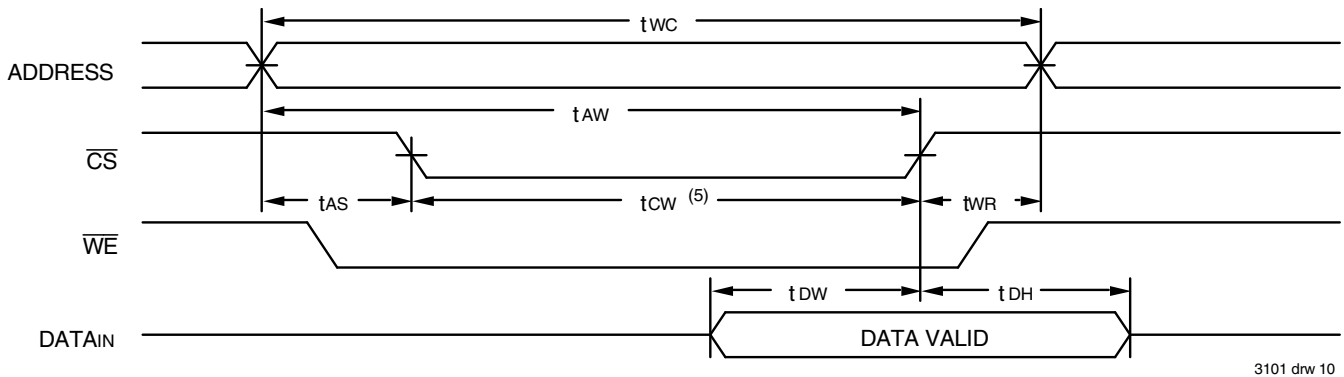 tWC
ADDRESS
tAW
CS
tAS
tCW (5)
tWR
WE
tDW
tDH
DATAIN
DATA VALID
3101 drw 10